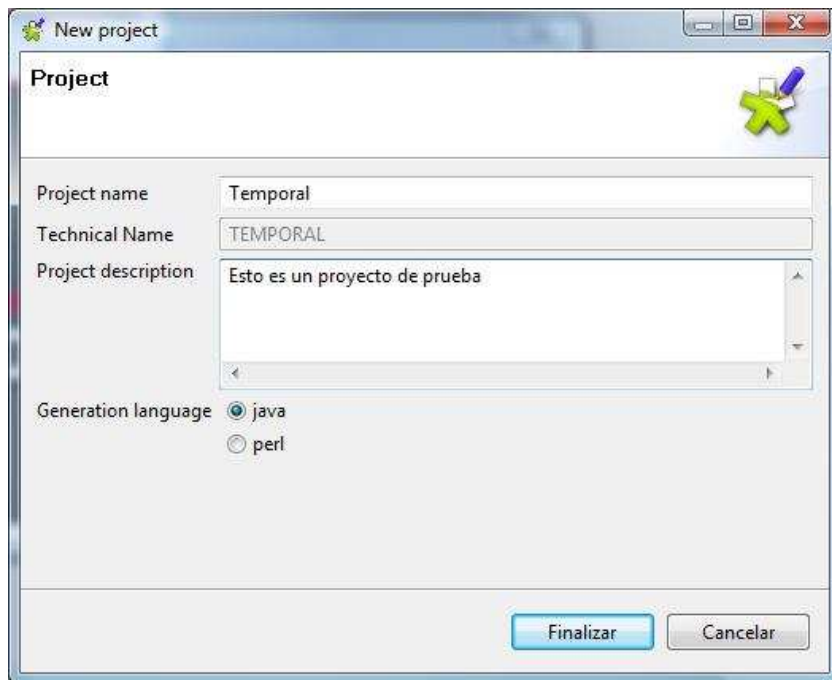 New project
Project
Project name Temporal
Technical Name TEMPORAL
Project description Esto es un proyecto de prueba
Generation language java
perl
Finalizar Cancelar